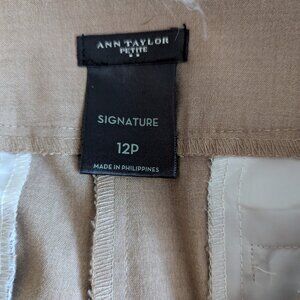 ANN TAYLOR
PETITE
SIGNATURE
12P
MADE IN PHILIPPINES